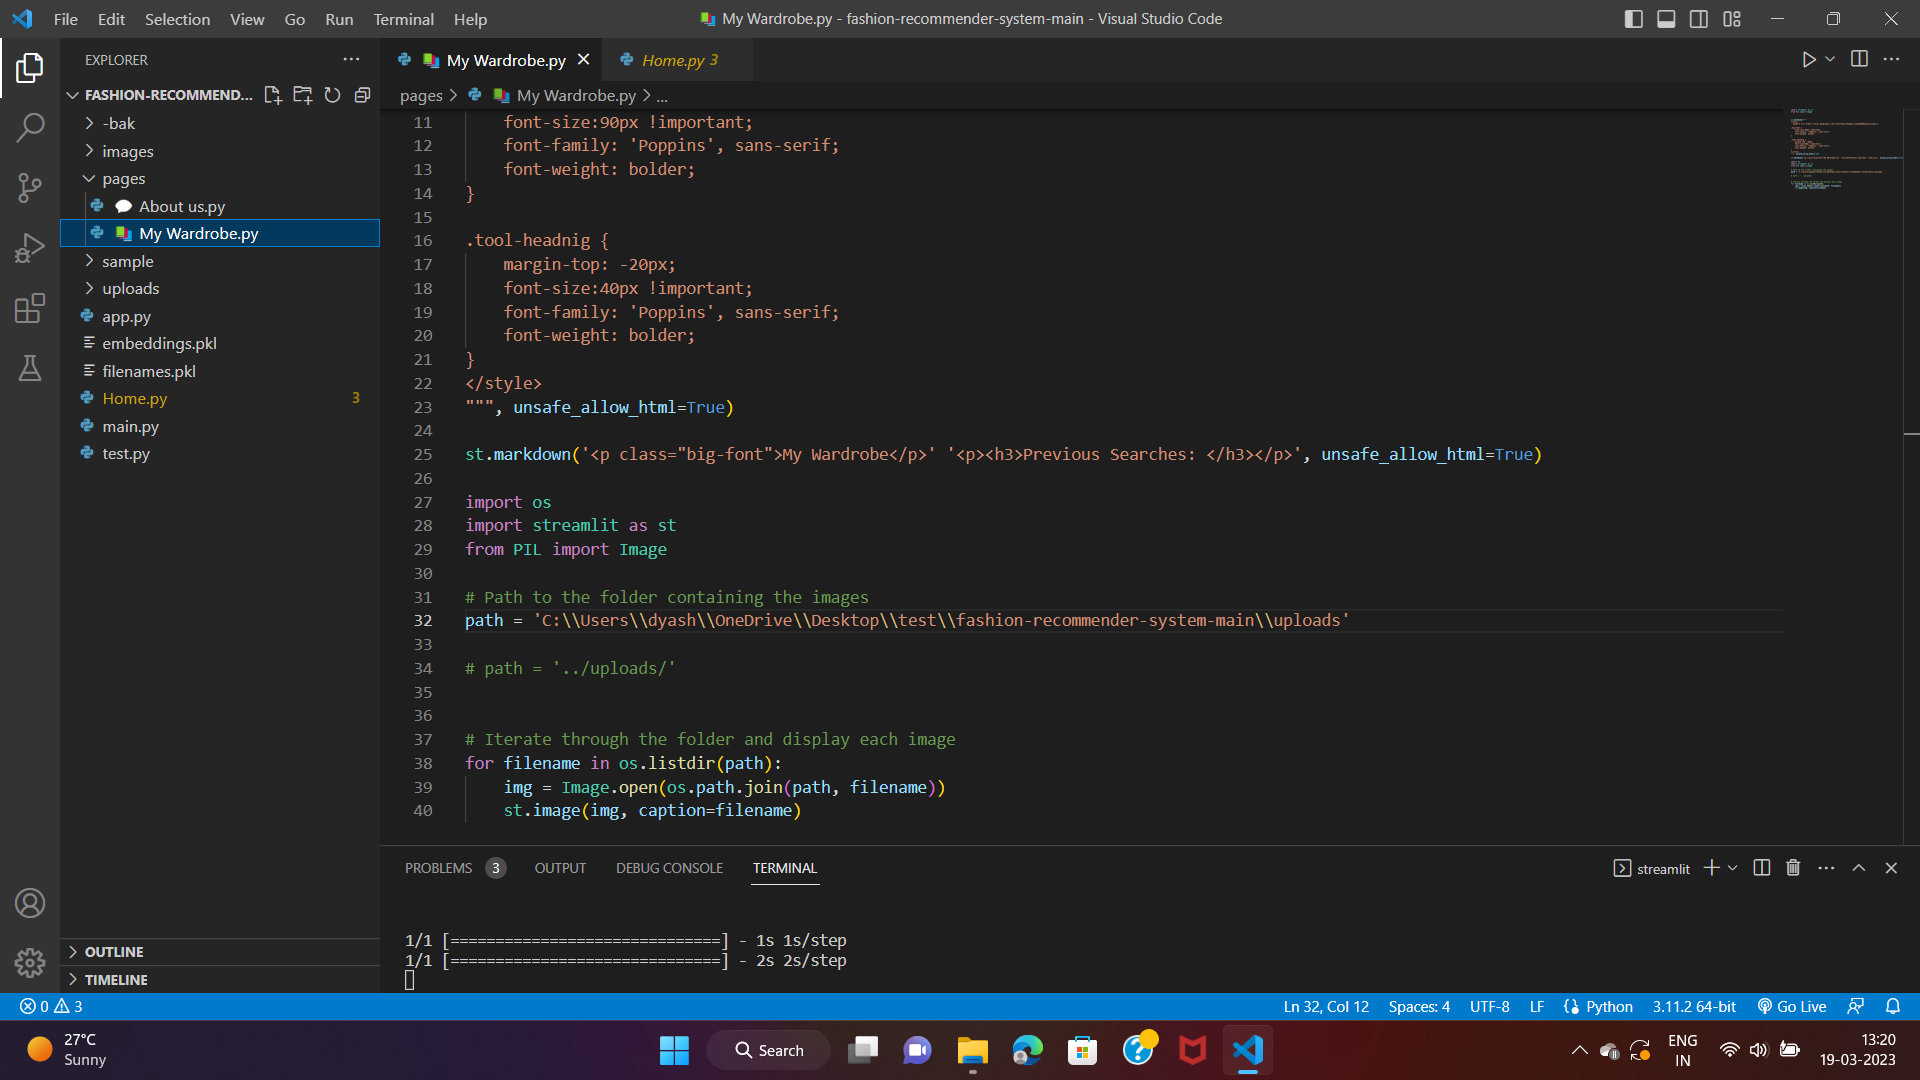 File Edit Selection View Go Run Terminal Help
My Wardrobe.py - fashion-recommender-system-main - Visual Studio Code
EXPLORER
FASHION-RECOMMEND...
-bak
images
pages
About us.py
My Wardrobe.py
sample
uploads
app.py
embeddings.pkl
filenames.pkl
Home.py 3
main.py
test.py
OUTLINE
TIMELINE
My Wardrobe.py Home.py 3
pages > My Wardrobe.py > ...
11 font-size:90px !important;
12 font-family: 'Poppins', sans-serif;
13 font-weight: bolder;
14 }
15
16 .tool-headnig {
17 margin-top: -20px;
18 font-size:40px !important;
19 font-family: 'Poppins', sans-serif;
20 font-weight: bolder;
21 }
22 </style>
23 """, unsafe_allow_html=True)
24
25 st.markdown('<p class="big-font">My Wardrobe</p>' '<p><h3>Previous Searches: </h3></p>', unsafe_allow_html=True)
26
27 import os
28 import streamlit as st
29 from PIL import Image
30
31 # Path to the folder containing the images
32 path = 'C:\\Users\\dyash\\OneDrive\\Desktop\\test\\fashion-recommender-system-main\\uploads'
33
34 # path = '../uploads/'
35
36
37 # Iterate through the folder and display each image
38 for filename in os.listdir(path):
39 img = Image.open(os.path.join(path, filename))
40 st.image(img, caption=filename)
PROBLEMS 3 OUTPUT DEBUG CONSOLE TERMINAL
streamlit
1/1 [==============================] - 1s 1s/step
1/1 [==============================] - 2s 2s/step
0 3
Ln 32, Col 12 Spaces: 4 UTF-8 LF Python 3.11.2 64-bit Go Live
27°C
Sunny
Search
ENG
IN
13:20
19-03-2023